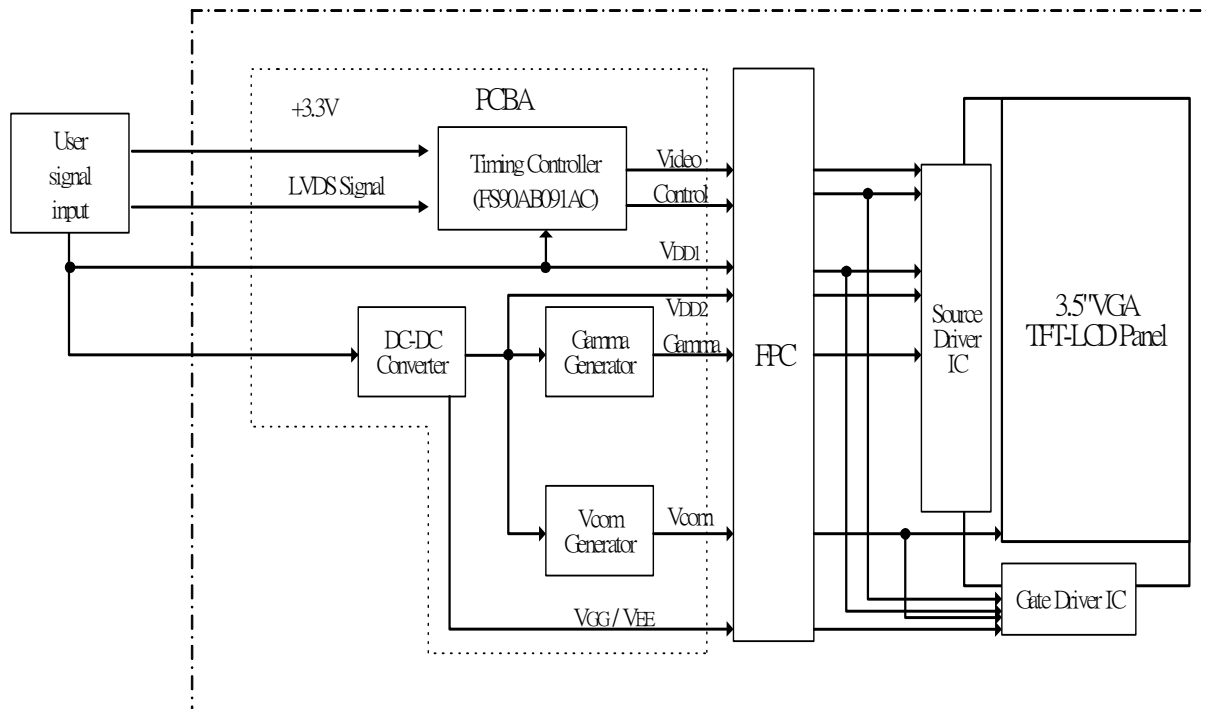 +3.3V
PCBA
User
signal
input
Timing Controller
(FS90AB091AC)
LVDS Signal
Video
Control
VDD1
VDD2
DC-DC
Converter
Gamma
Generator
Gamma
FPC
Source
Driver
IC
3.5" VGA
TFT-LCD Panel
Vcom
Generator
Vcom
VGG / VEE
Gate Driver IC